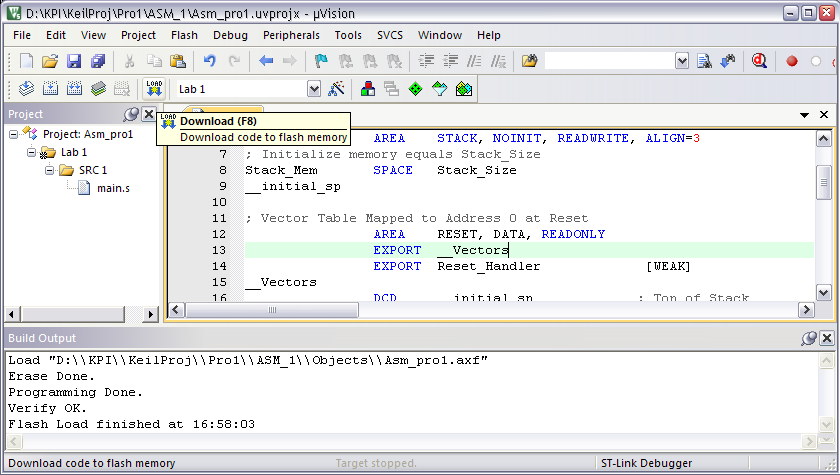 D:\KPI\KeilProj\Pro1\ASM_1\Asm_pro1.uvprojx - µVision
File Edit View Project Flash Debug Peripherals Tools SVCS Window Help
LOAD Lab 1
Project
LOAD Download (F8)
Download code to flash memory
Project: Asm_pro1
Lab 1
SRC 1
main.s
AREA STACK, NOINIT, READWRITE, ALIGN=3
7 ; Initialize memory equals Stack_Size
8 Stack_Mem SPACE Stack_Size
9 __initial_sp
10
11 ; Vector Table Mapped to Address 0 at Reset
12 AREA RESET, DATA, READONLY
13 EXPORT __Vectors
14 EXPORT Reset_Handler [WEAK]
15 __Vectors
16 DCD __initial_sp ; Top of Stack
Build Output
Load "D:\\KPI\\KeilProj\\Pro1\\ASM_1\\Objects\\Asm_pro1.axf"
Erase Done.
Programming Done.
Verify OK.
Flash Load finished at 16:58:03
Download code to flash memory Target stopped. ST-Link Debugger